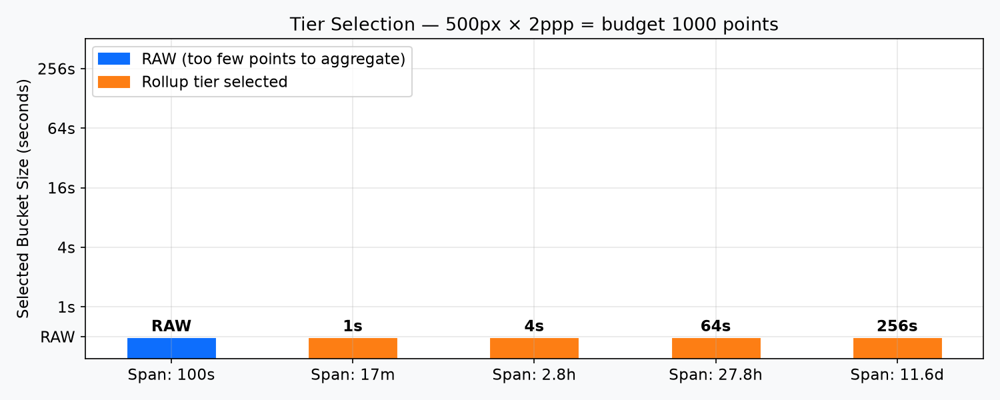 Tier Selection — 500px × 2ppp = budget 1000 points
RAW (too few points to aggregate)
Rollup tier selected
Selected Bucket Size (seconds)
256s
64s
16s
4s
1s
RAW
RAW
1s
4s
64s
256s
Span: 100s
Span: 17m
Span: 2.8h
Span: 27.8h
Span: 11.6d